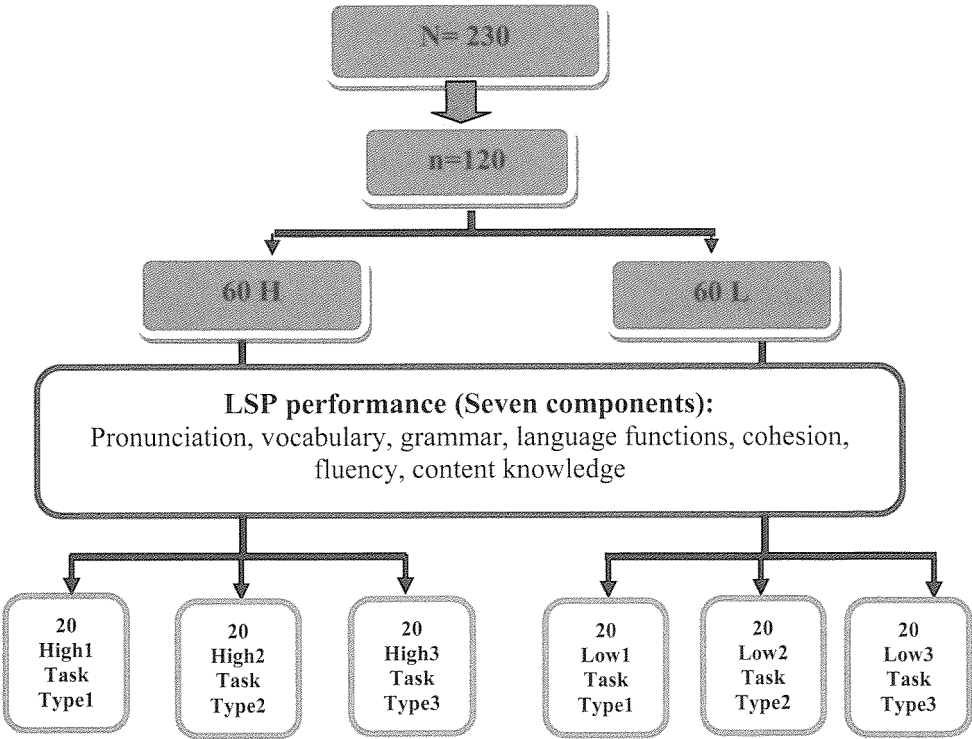 N= 230
n=120
60 H
60 L
LSP performance (Seven components):
Pronunciation, vocabulary, grammar, language functions, cohesion,
fluency, content knowledge
20
High1
Task
Type1
20
High2
Task
Type2
20
High3
Task
Type3
20
Low1
Task
Type1
20
Low2
Task
Type2
20
Low3
Task
Type3